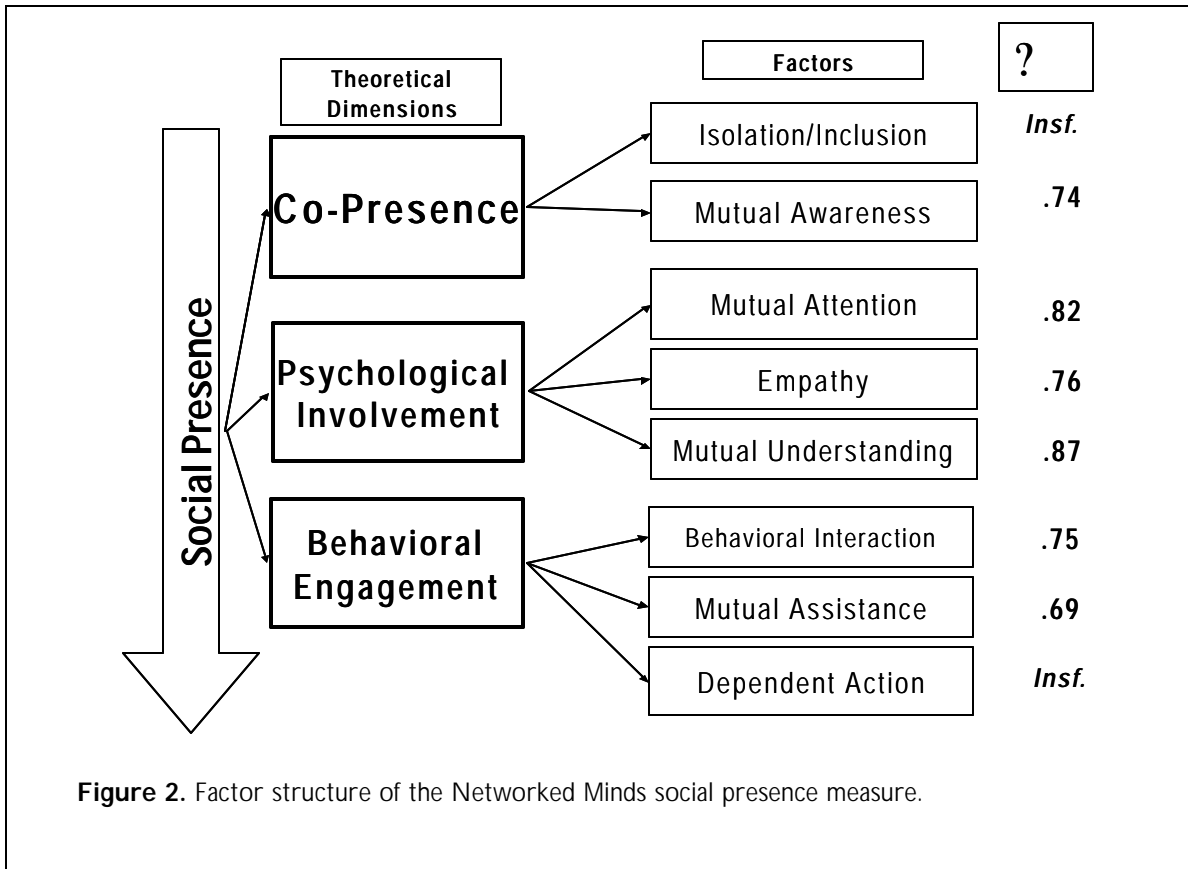 Theoretical
Dimensions
Factors
?
Social Presence
Co-Presence
Isolation/Inclusion
Insf.
Mutual Awareness
.74
Psychological
Involvement
Mutual Attention
.82
Empathy
.76
Mutual Understanding
.87
Behavioral
Engagement
Behavioral Interaction
.75
Mutual Assistance
.69
Dependent Action
Insf.
Figure 2. Factor structure of the Networked Minds social presence measure.